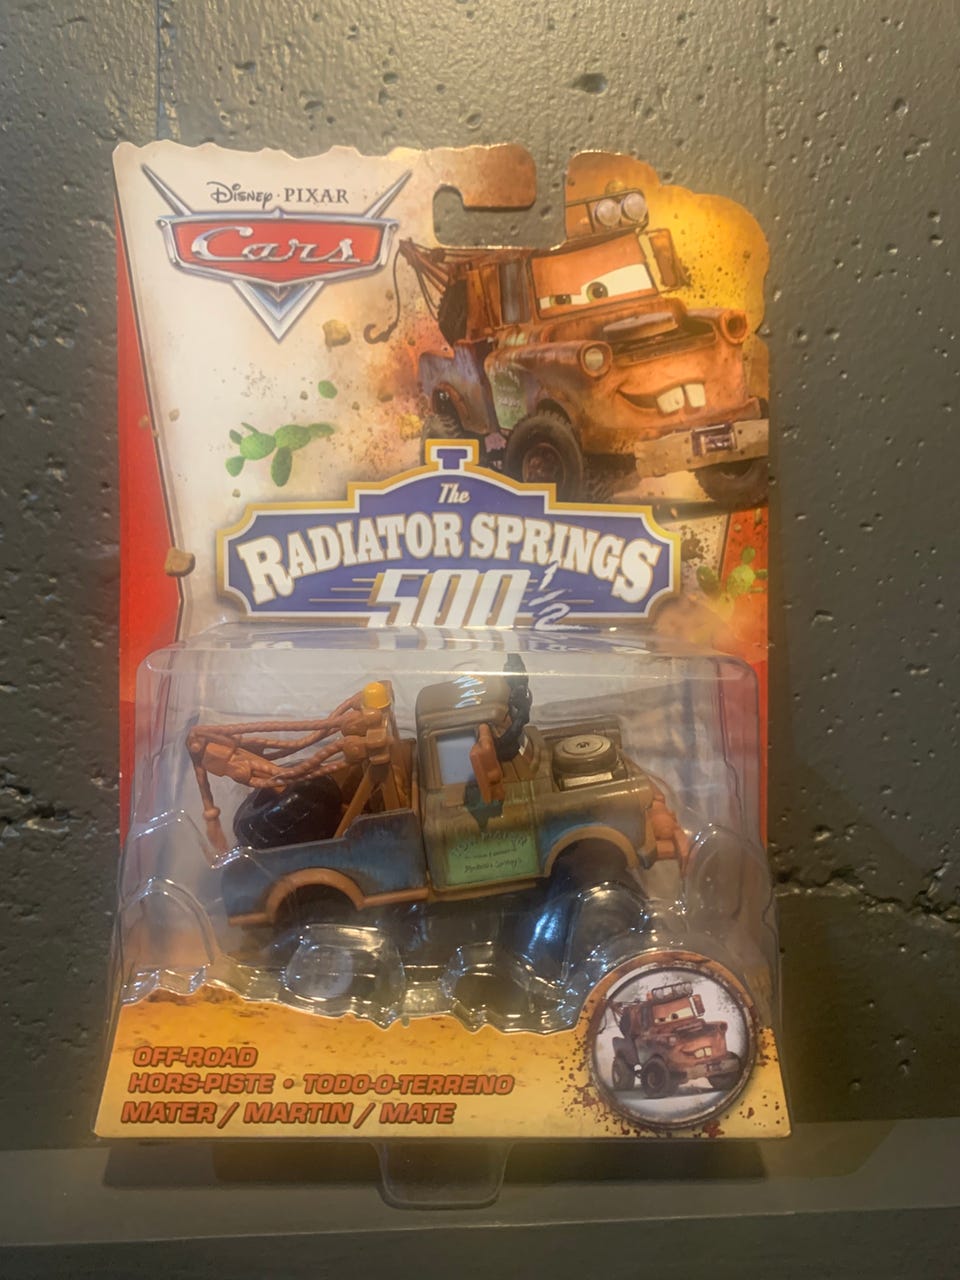 Disney·PIXAR
Cars
The
RADIATOR SPRINGS
500 1/2
OFF-ROAD
HORS-PISTE • TODO-O-TERRENO
MATER / MARTIN / MATE